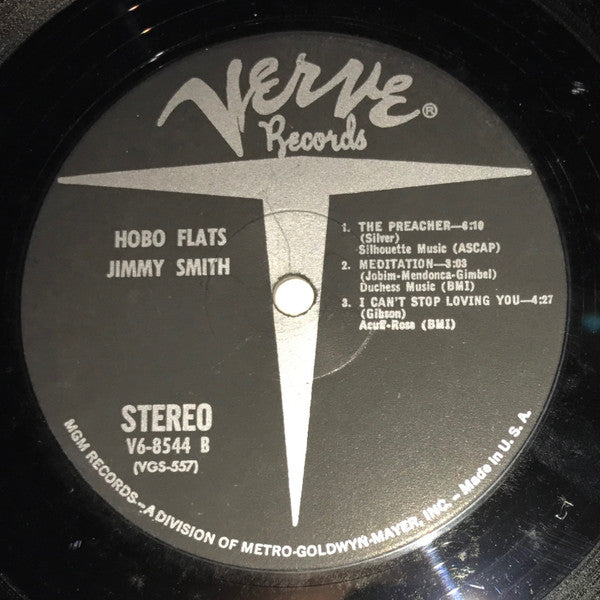 VERVE®
Records
HOBO FLATS
JIMMY SMITH
1. THE PREACHER—6:10
(Silver)
Silhouette Music (ASCAP)
2. MEDITATION—3:03
(Jobim-Mendonca-Gimbel)
Duchess Music (BMI)
3. I CAN'T STOP LOVING YOU—4:27
(Gibson)
Acuff-Rose (BMI)
STEREO
V6-8544 B
(VGS-557)
MGM RECORDS—A DIVISION OF METRO-GOLDWYN-MAYER, INC. – Made in U. S. A.